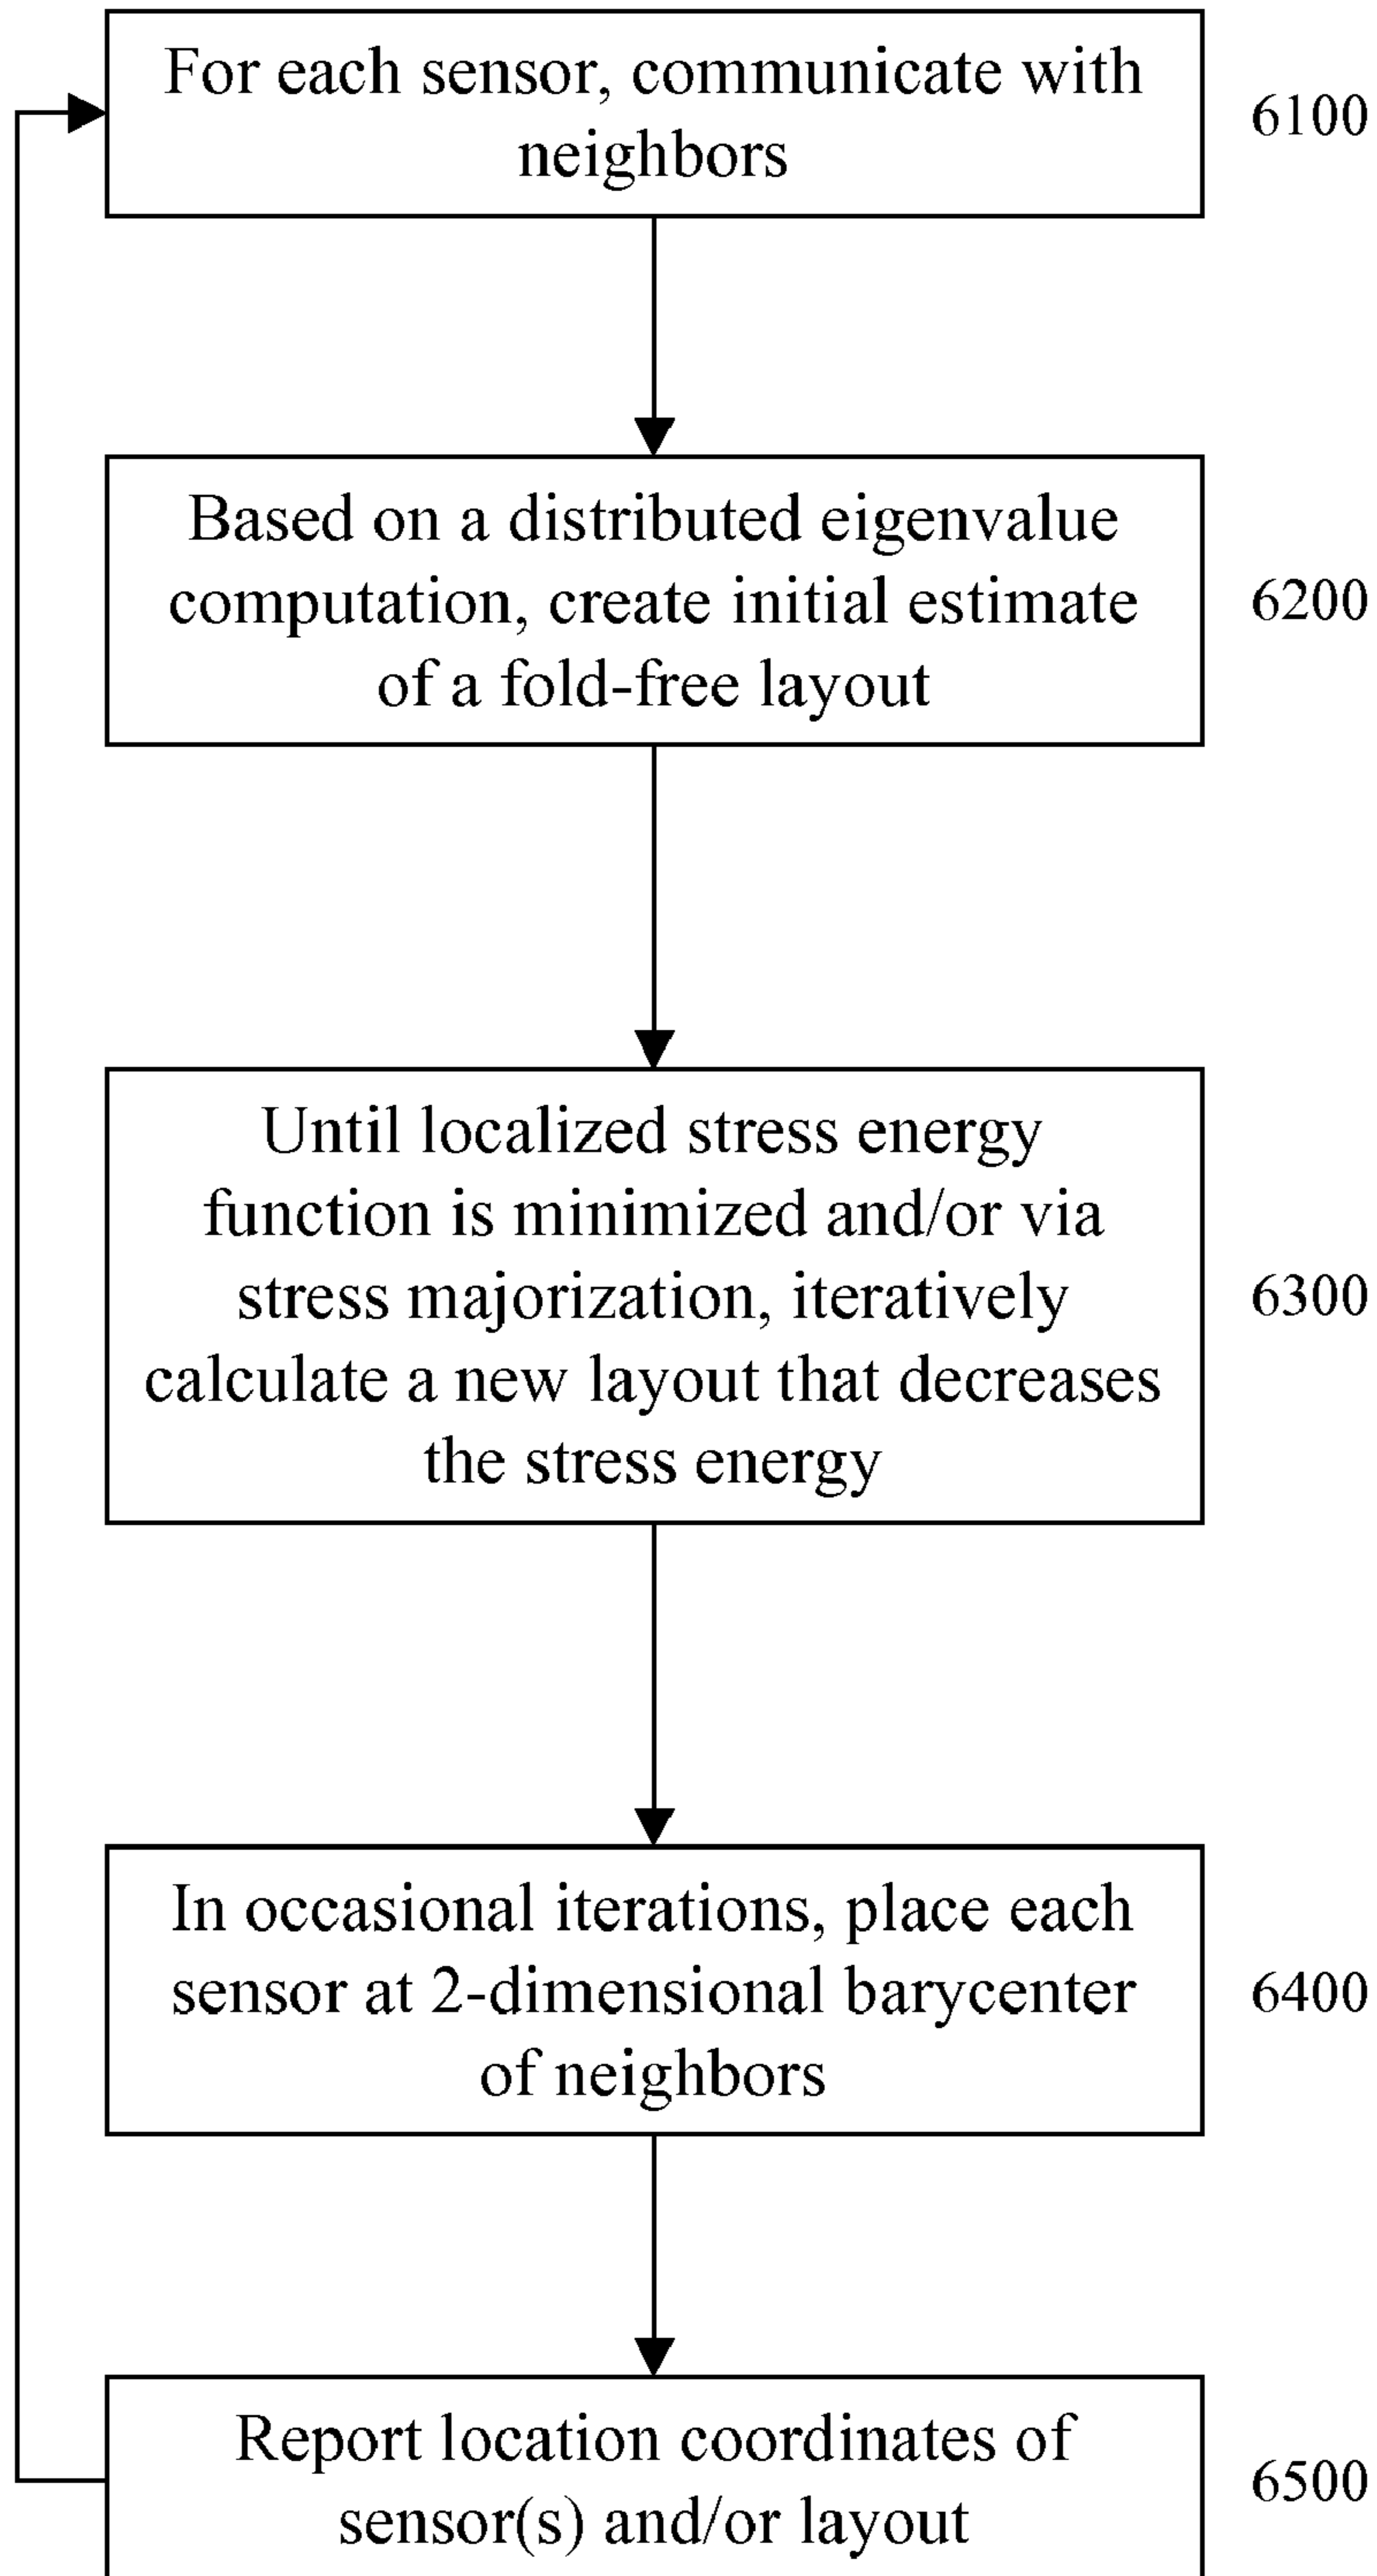 For each sensor, communicate with
neighbors
6100
Based on a distributed eigenvalue
computation, create initial estimate
of a fold-free layout
6200
Until localized stress energy
function is minimized and/or via
stress majorization, iteratively
calculate a new layout that decreases
the stress energy
6300
In occasional iterations, place each
sensor at 2-dimensional barycenter
of neighbors
6400
Report location coordinates of
sensor(s) and/or layout
6500